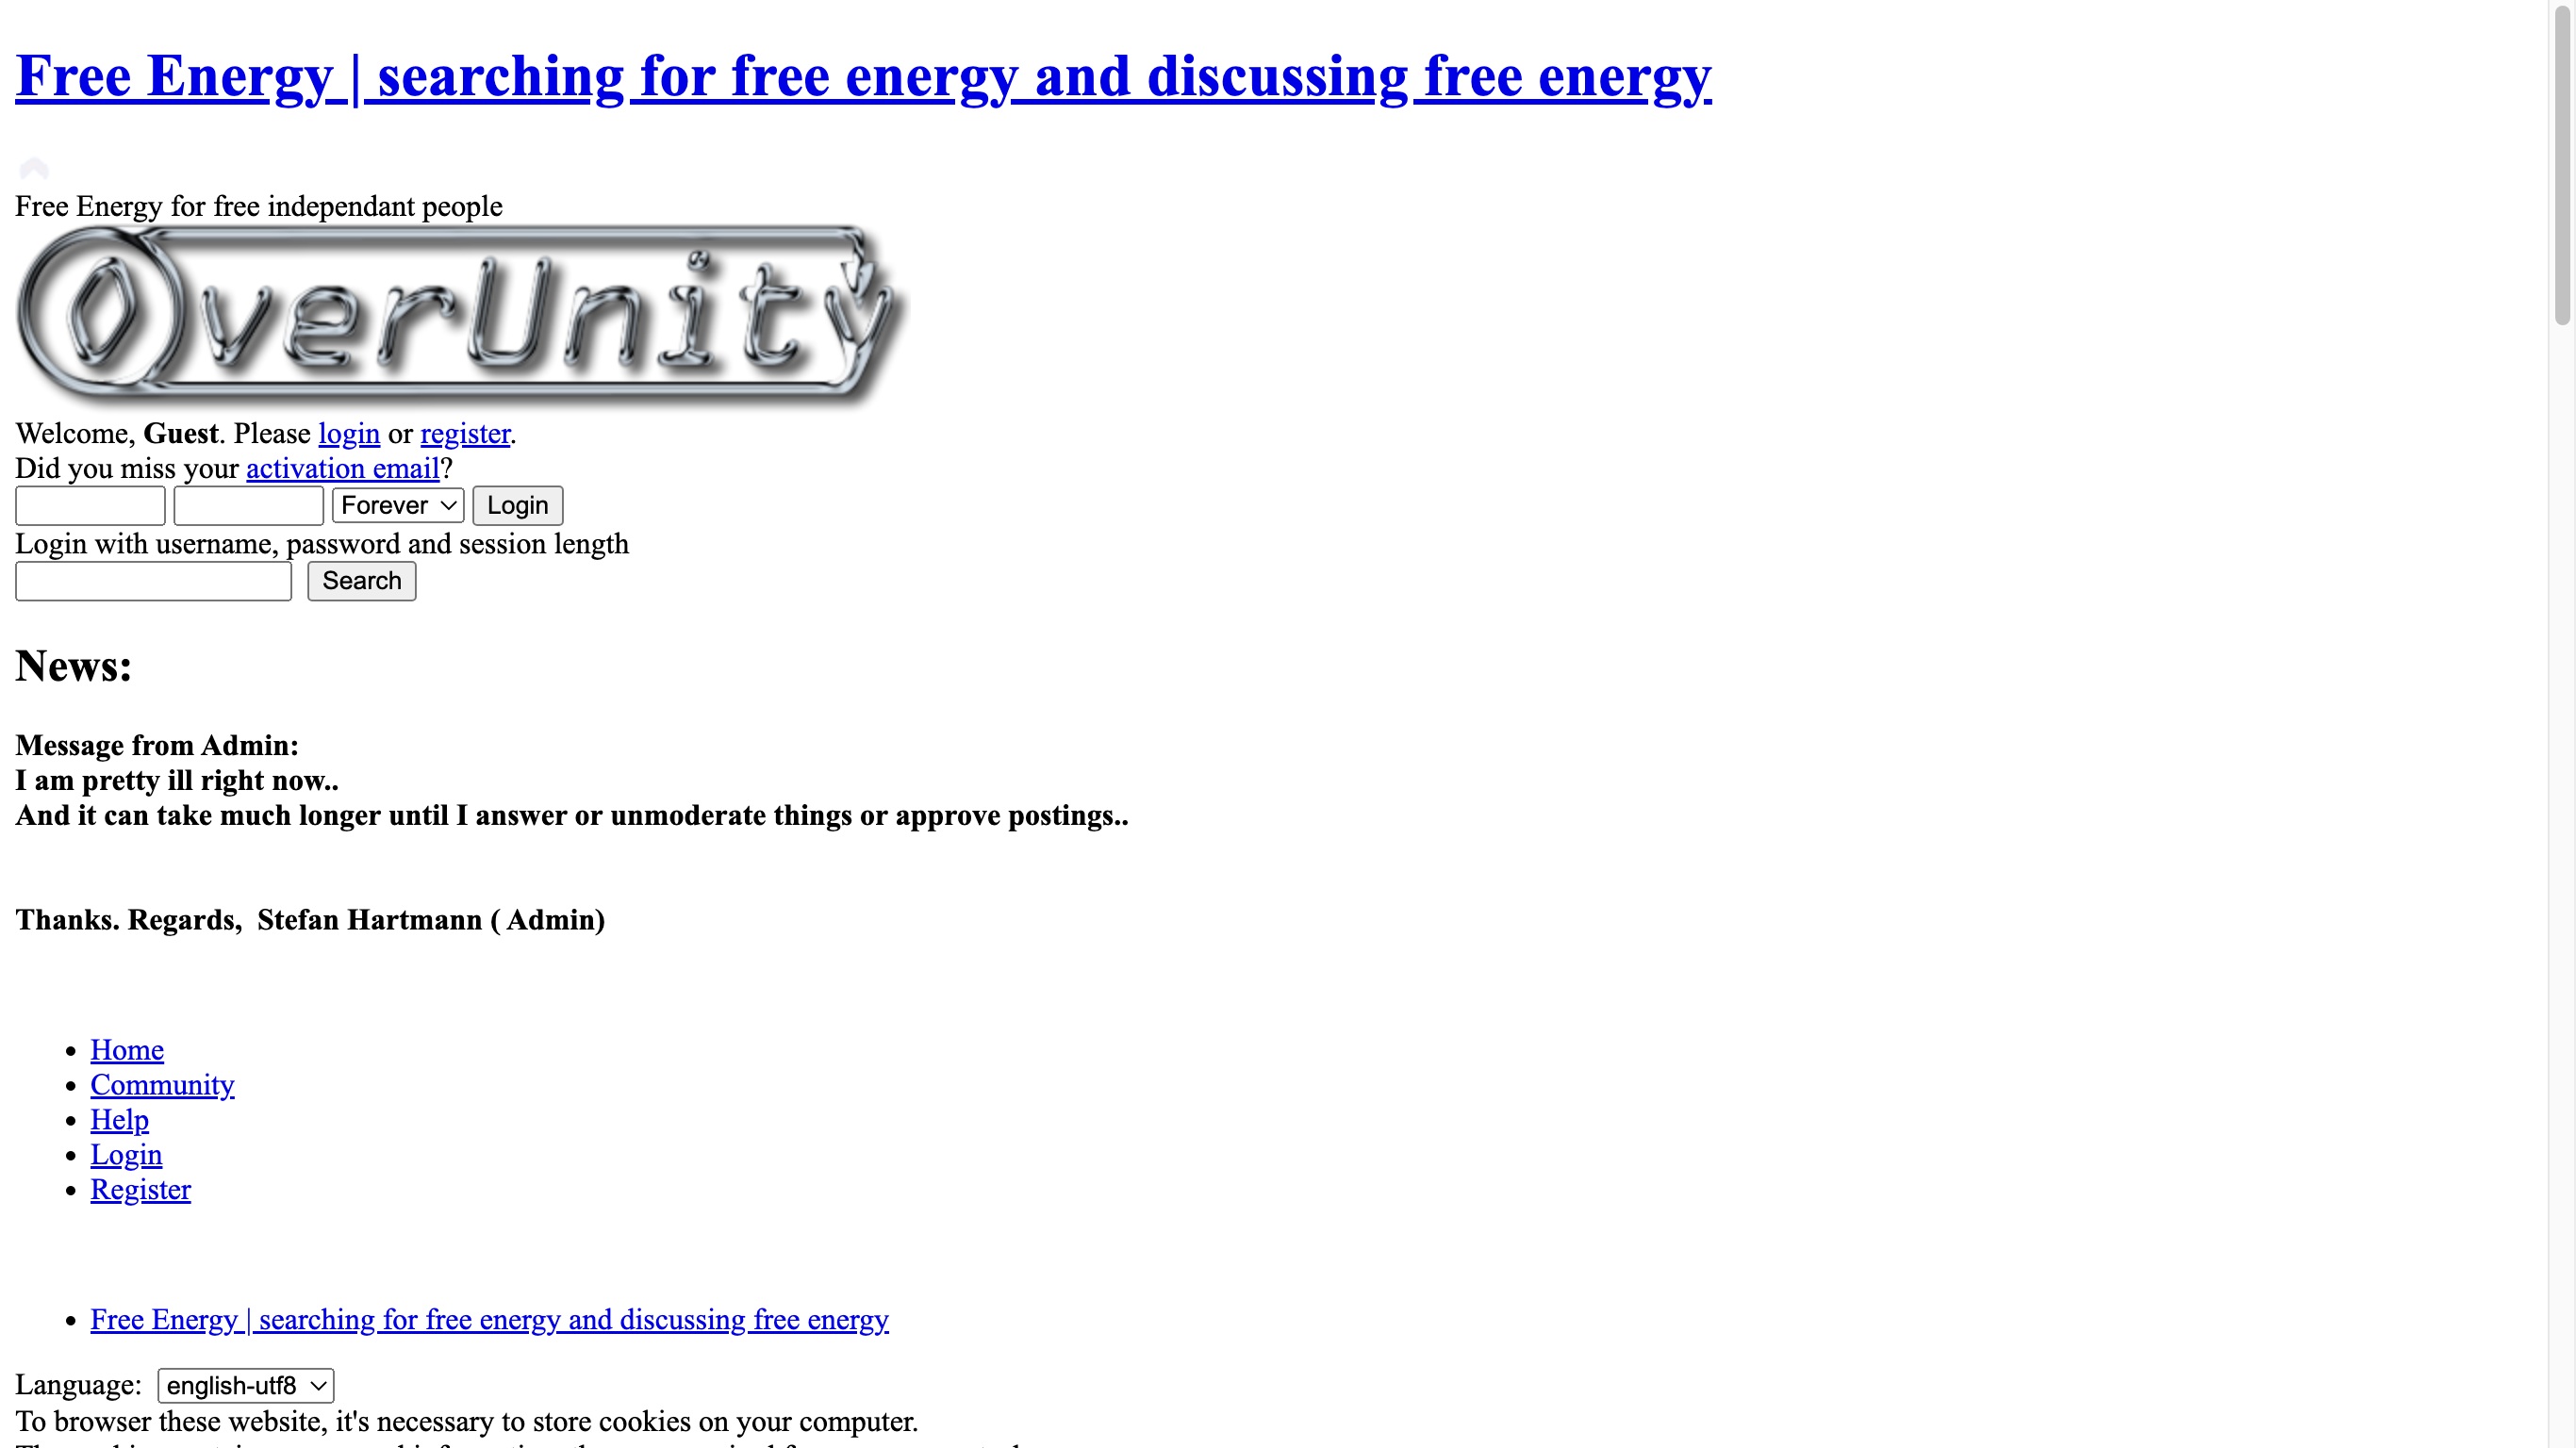 Free Energy | searching for free energy and discussing free energy
Free Energy for free independant people
OverUnity
Welcome, Guest. Please login or register.
Did you miss your activation email?
Forever Login
Login with username, password and session length
Search
News:
Message from Admin:
I am pretty ill right now..
And it can take much longer until I answer or unmoderate things or approve postings..
Thanks. Regards,  Stefan Hartmann ( Admin)
Home
Community
Help
Login
Register
Free Energy | searching for free energy and discussing free energy
Language: english-utf8
To browser these website, it's necessary to store cookies on your computer.